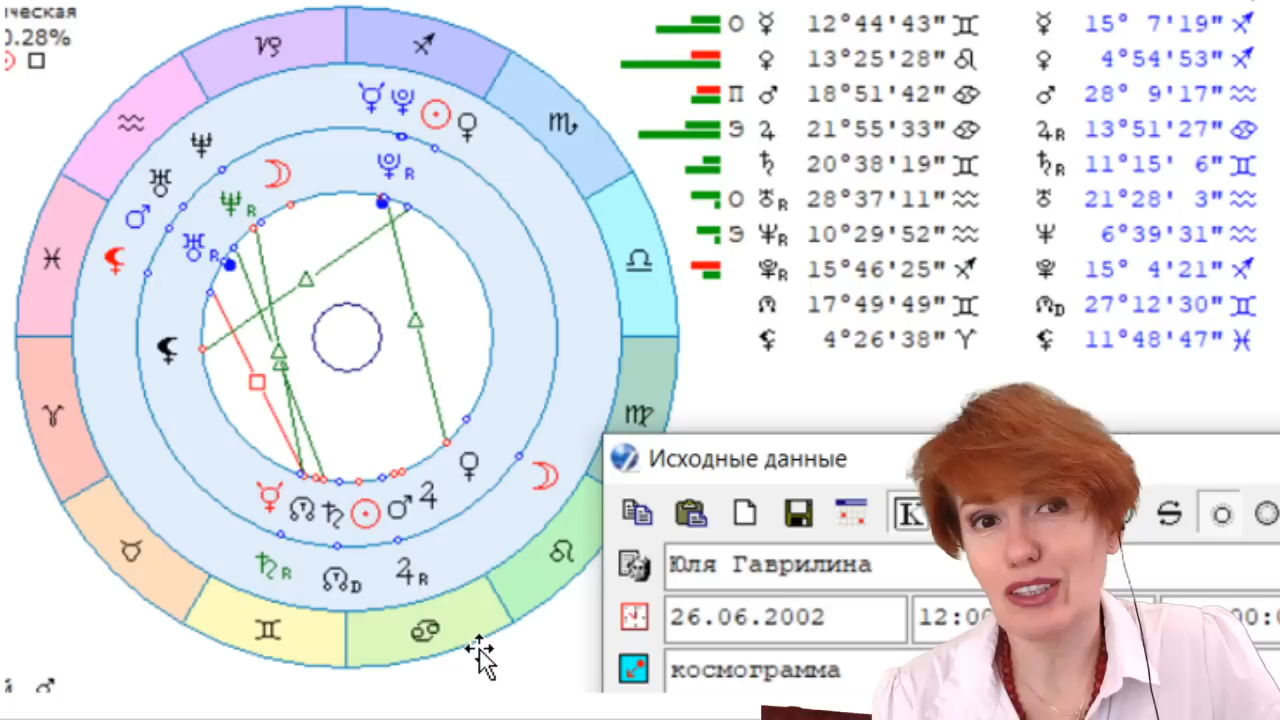 ическая
0.28%
О ☿ 12°44'43" ♊ ☿ 15° 7'19" ♐
♀ 13°25'28" ♌ ♀ 4°54'53" ♐
П ♂ 18°51'42" ♋ ♂ 28° 9'17" ♒
Э ♃ 21°55'33" ♋ ♃R 13°51'27" ♋
♄ 20°38'19" ♊ ♄R 11°15' 6" ♊
О ♅R 28°37'11" ♒ ♅ 21°28' 3" ♒
Э ♆R 10°29'52" ♒ ♆ 6°39'31" ♒
♇R 15°46'25" ♐ ♇ 15° 4'21" ♐
☊ 17°49'49" ♊ ☊D 27°12'30" ♊
⚸ 4°26'38" ♈ ⚸ 11°48'47" ♓
Исходные данные
K S
Юля Гаврилина
26.06.2002 12:00
космограмма